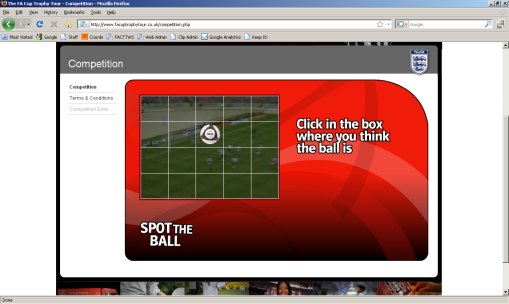 The FA Cup Trophy Tour - Competition - Mozilla Firefox
File Edit View History Bookmarks Tools Help
http://www.facuptrophytour.co.uk/competition.php
Google
Most Visited Google Staff Coords FACTTWS Web Admin Clip Admin Google Analytics Keep It!
Competition
Competition
Terms & Conditions
Competition Entry
Click in the box
where you think
the ball is
SPOT THE
BALL
Done